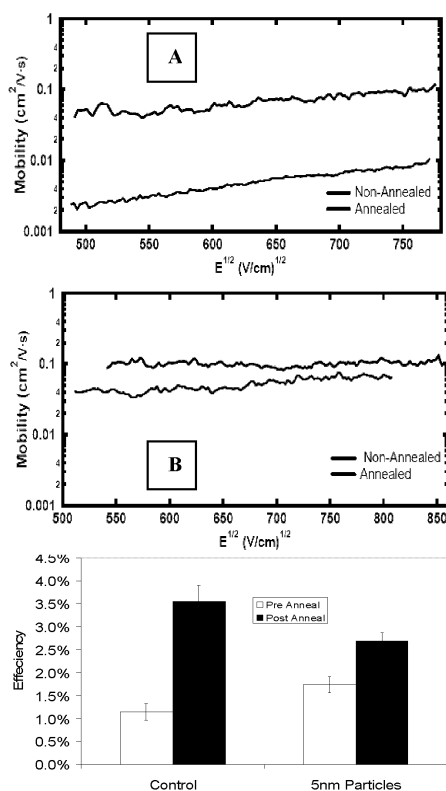 A
Mobility (cm²/V·s)
1
4
2
0.1
4
2
0.01
4
2
0.001
500 550 600 650 700 750
E^1/2 (V/cm)^1/2
Non-Annealed
Annealed
B
Mobility (cm²/V·s)
1
4
2
0.1
4
2
0.01
4
2
0.001
500 550 600 650 700 750 800 850
E^1/2 (V/cm)^1/2
Non-Annealed
Annealed
Effeciency
4.5%
4.0%
3.5%
3.0%
2.5%
2.0%
1.5%
1.0%
0.5%
0.0%
Pre Anneal
Post Anneal
Control 5nm Particles